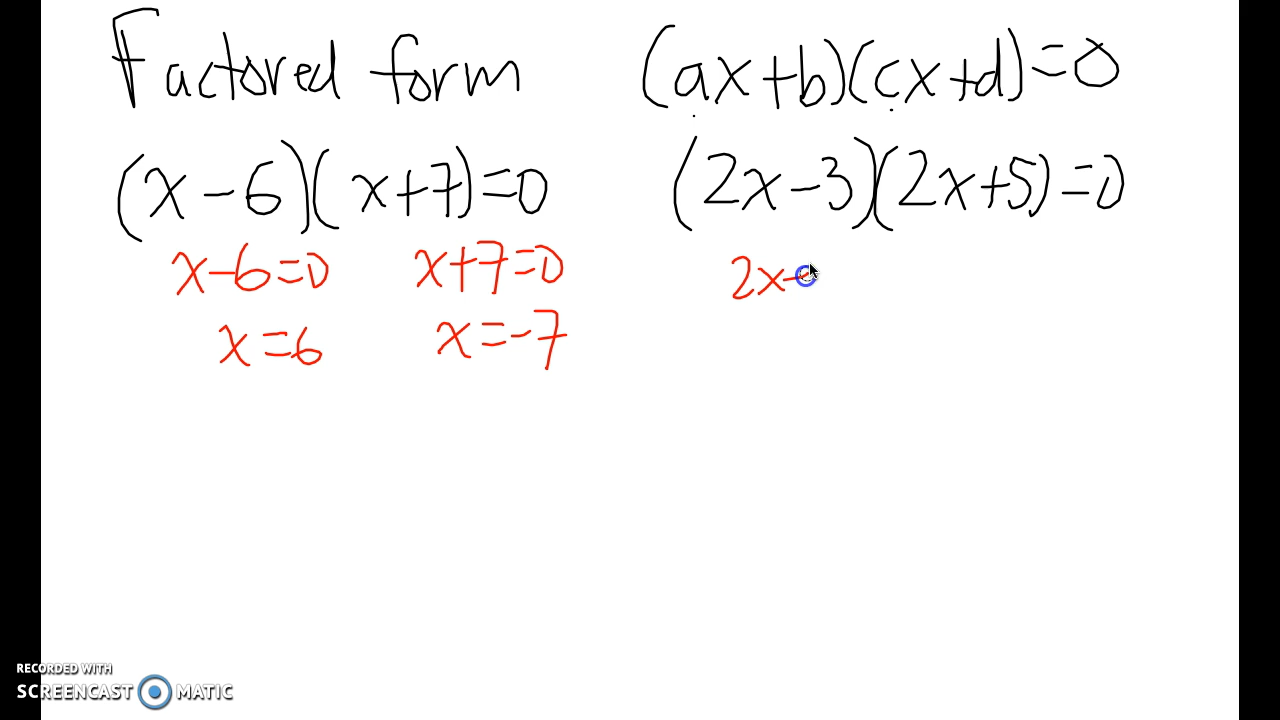 Factored form (ax+b)(cx+d)=0
(x-6)(x+7)=0 (2x-3)(2x+5)=0
x-6=0 x+7=0 2x-
x=6 x=-7
RECORDED WITH
SCREENCAST MATIC